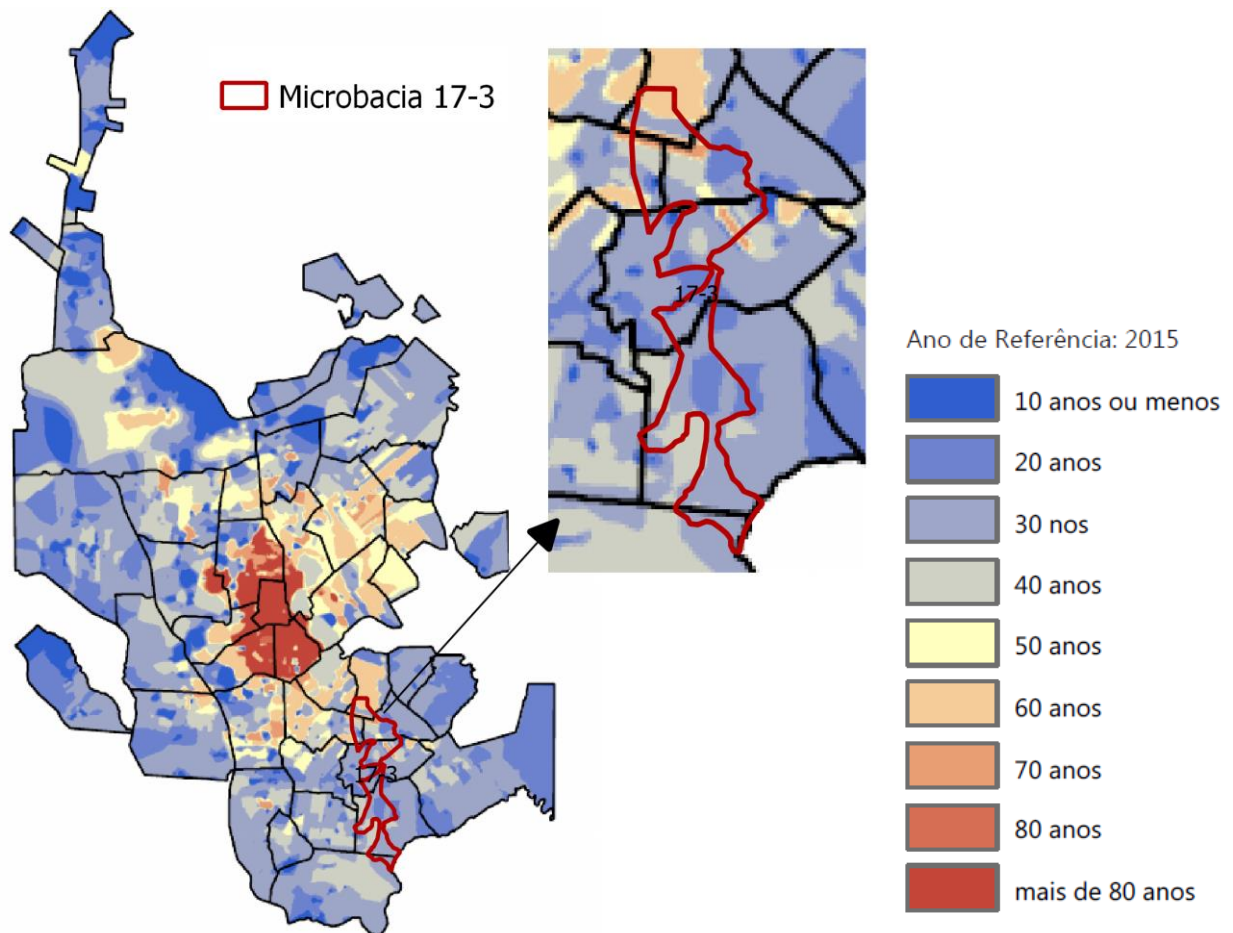 Microbacia 17-3
17-3
17-3
Ano de Referência: 2015
10 anos ou menos
20 anos
30 nos
40 anos
50 anos
60 anos
70 anos
80 anos
mais de 80 anos